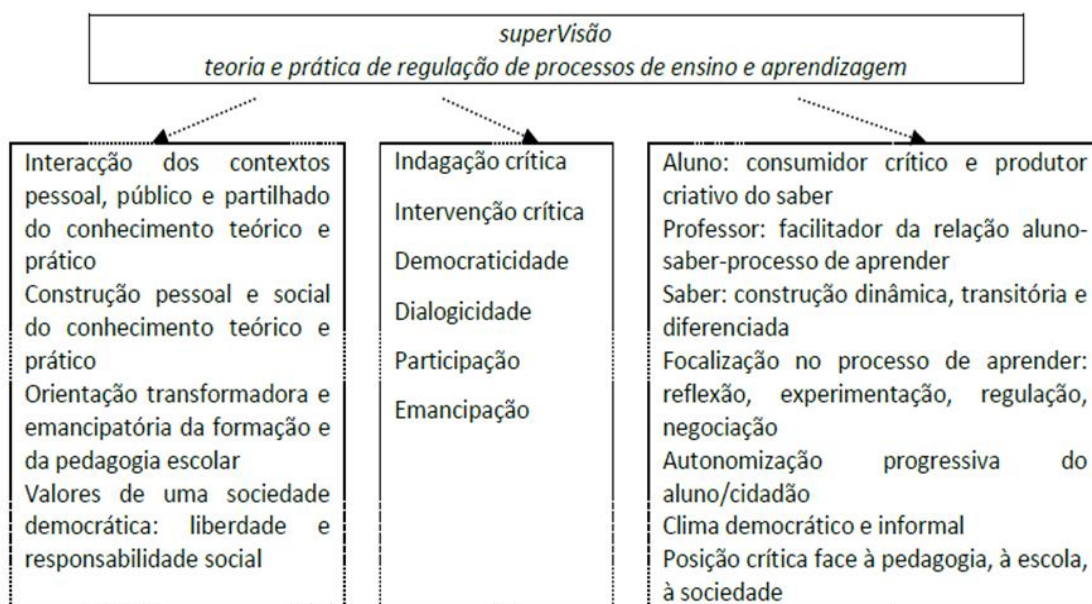 superVisão
teoria e prática de regulação de processos de ensino e aprendizagem
Interacção dos contextos
pessoal, público e partilhado
do conhecimento teórico e
prático
Construção pessoal e social
do conhecimento teórico e
prático
Orientação transformadora e
emancipatória da formação e
da pedagogia escolar
Valores de uma sociedade
democrática: liberdade e
responsabilidade social
Indagação crítica
Intervenção crítica
Democraticidade
Dialogicidade
Participação
Emancipação
Aluno: consumidor crítico e produtor
criativo do saber
Professor: facilitador da relação aluno-
saber-processo de aprender
Saber: construção dinâmica, transitória e
diferenciada
Focalização no processo de aprender:
reflexão, experimentação, regulação,
negociação
Autonomização progressiva do
aluno/cidadão
Clima democrático e informal
Posição crítica face à pedagogia, à escola,
à sociedade